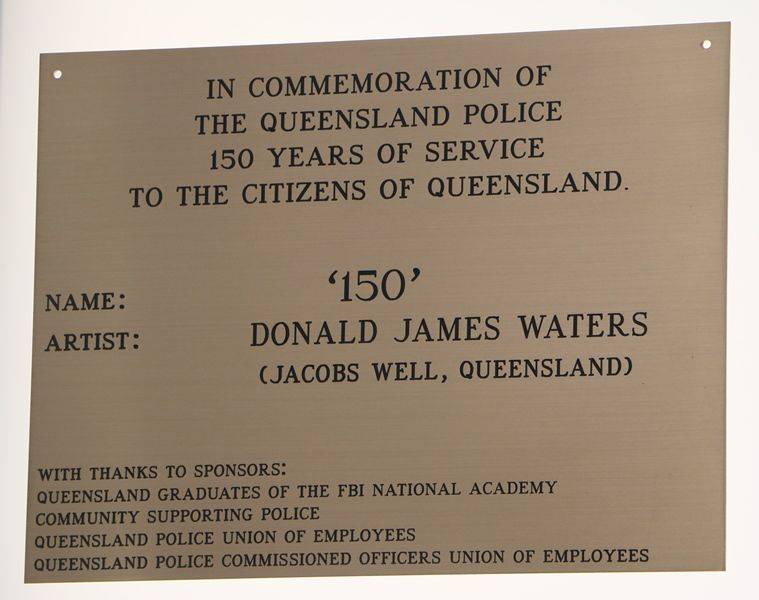 IN COMMEMORATION OF
THE QUEENSLAND POLICE
150 YEARS OF SERVICE
TO THE CITIZENS OF QUEENSLAND.
NAME: ‘150’
ARTIST: DONALD JAMES WATERS
(JACOBS WELL, QUEENSLAND)
WITH THANKS TO SPONSORS:
QUEENSLAND GRADUATES OF THE FBI NATIONAL ACADEMY
COMMUNITY SUPPORTING POLICE
QUEENSLAND POLICE UNION OF EMPLOYEES
QUEENSLAND POLICE COMMISSIONED OFFICERS UNION OF EMPLOYEES